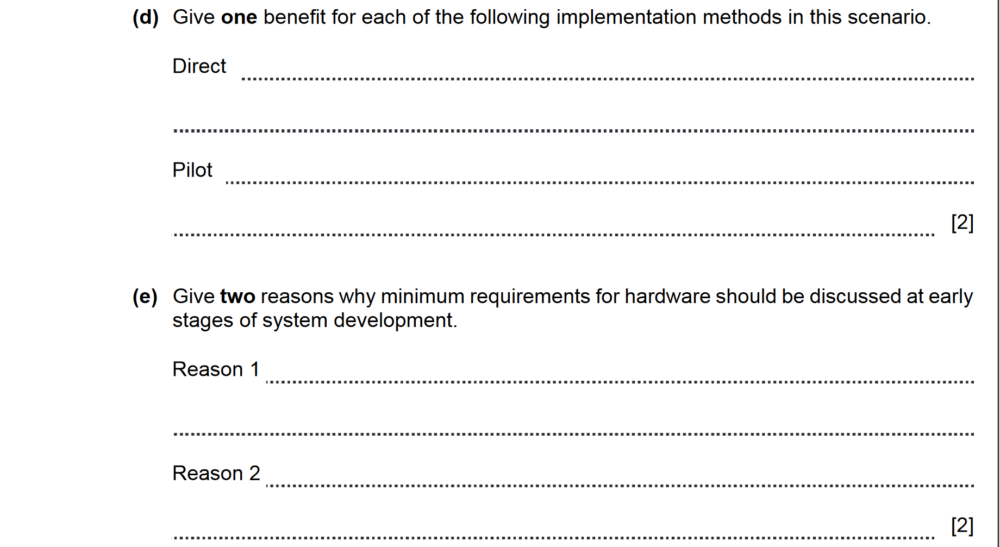 (d) Give one benefit for each of the following implementation methods in this scenario.
Direct
Pilot
[2]
(e) Give two reasons why minimum requirements for hardware should be discussed at early
stages of system development.
Reason 1
Reason 2
[2]